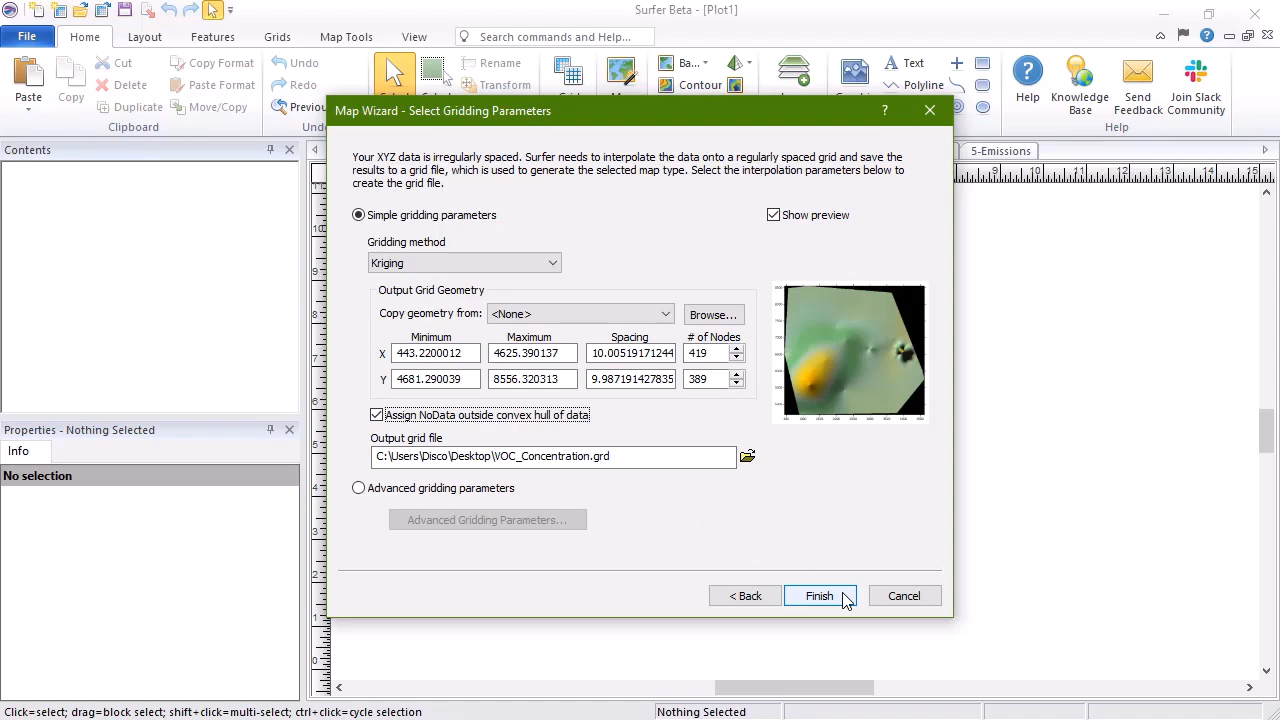 Surfer Beta - [Plot1]
File Home Layout Features Grids Map Tools View Search commands and Help...
Paste Copy Cut Delete Duplicate Copy Format Paste Format Move/Copy
Undo Redo Previou
Rename Transform
Ba... Contour
Text Polyline
Help Knowledge Base Send Feedback Join Slack Community
Clipboard Help
Contents
5-Emissions
9 10 11 12 13 14 15
Properties - Nothing Selected
Info
No selection
Map Wizard - Select Gridding Parameters
Your XYZ data is irregularly spaced. Surfer needs to interpolate the data onto a regularly spaced grid and save the
results to a grid file, which is used to generate the selected map type. Select the interpolation parameters below to
create the grid file.
Simple gridding parameters Show preview
Gridding method
Kriging
Output Grid Geometry
Copy geometry from: <None> Browse...
Minimum Maximum Spacing # of Nodes
X 443.2200012 4625.390137 10.00519171244 419
Y 4681.290039 8556.320313 9.987191427835 389
Assign NoData outside convex hull of data
Output grid file
C:\Users\Disco\Desktop\VOC_Concentration.grd
Advanced gridding parameters
Advanced Gridding Parameters...
< Back Finish Cancel
Click=select; drag=block select; shift+click=multi-select; ctrl+click=cycle selection Nothing Selected